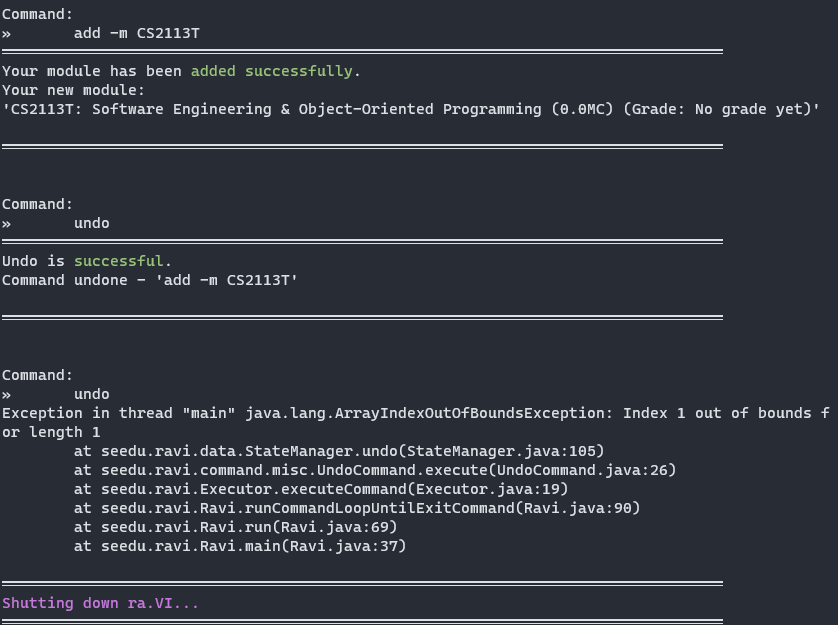 Command:
»       add -m CS2113T
Your module has been added successfully.
Your new module:
'CS2113T: Software Engineering & Object-Oriented Programming (0.0MC) (Grade: No grade yet)'
Command:
»       undo
Undo is successful.
Command undone - 'add -m CS2113T'
Command:
»       undo
Exception in thread "main" java.lang.ArrayIndexOutOfBoundsException: Index 1 out of bounds f
or length 1
        at seedu.ravi.data.StateManager.undo(StateManager.java:105)
        at seedu.ravi.command.misc.UndoCommand.execute(UndoCommand.java:26)
        at seedu.ravi.Executor.executeCommand(Executor.java:19)
        at seedu.ravi.Ravi.runCommandLoopUntilExitCommand(Ravi.java:90)
        at seedu.ravi.Ravi.run(Ravi.java:69)
        at seedu.ravi.Ravi.main(Ravi.java:37)
Shutting down ra.VI...